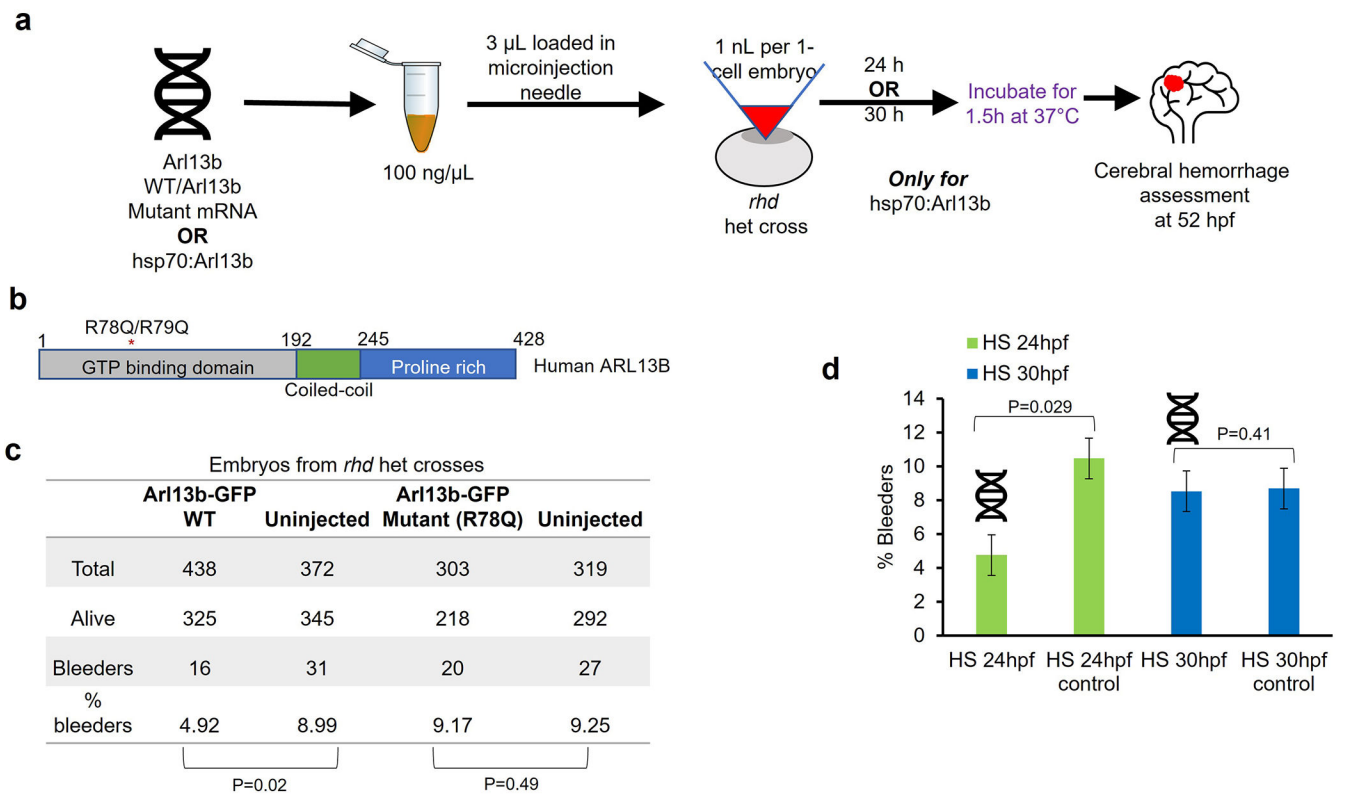 a
Arl13b
WT/Arl13b
Mutant mRNA
OR
hsp70:Arl13b
100 ng/µL
3 µL loaded in
microinjection
needle
1 nL per 1-
cell embryo
rhd
het cross
24 h
OR
30 h
Only for
hsp70:Arl13b
Incubate for
1.5h at 37°C
Cerebral hemorrhage
assessment
at 52 hpf
b
R78Q/R79Q
*
1 192 245 428
GTP binding domain Proline rich Human ARL13B
Coiled-coil
c
Embryos from rhd het crosses
Arl13b-GFP Arl13b-GFP
WT Uninjected Mutant (R78Q) Uninjected
Total 438 372 303 319
Alive 325 345 218 292
Bleeders 16 31 20 27
%
bleeders 4.92 8.99 9.17 9.25
P=0.02 P=0.49
d
HS 24hpf
HS 30hpf
% Bleeders
14
12
10
8
6
4
2
0
P=0.029
P=0.41
HS 24hpf HS 24hpf HS 30hpf HS 30hpf
control control